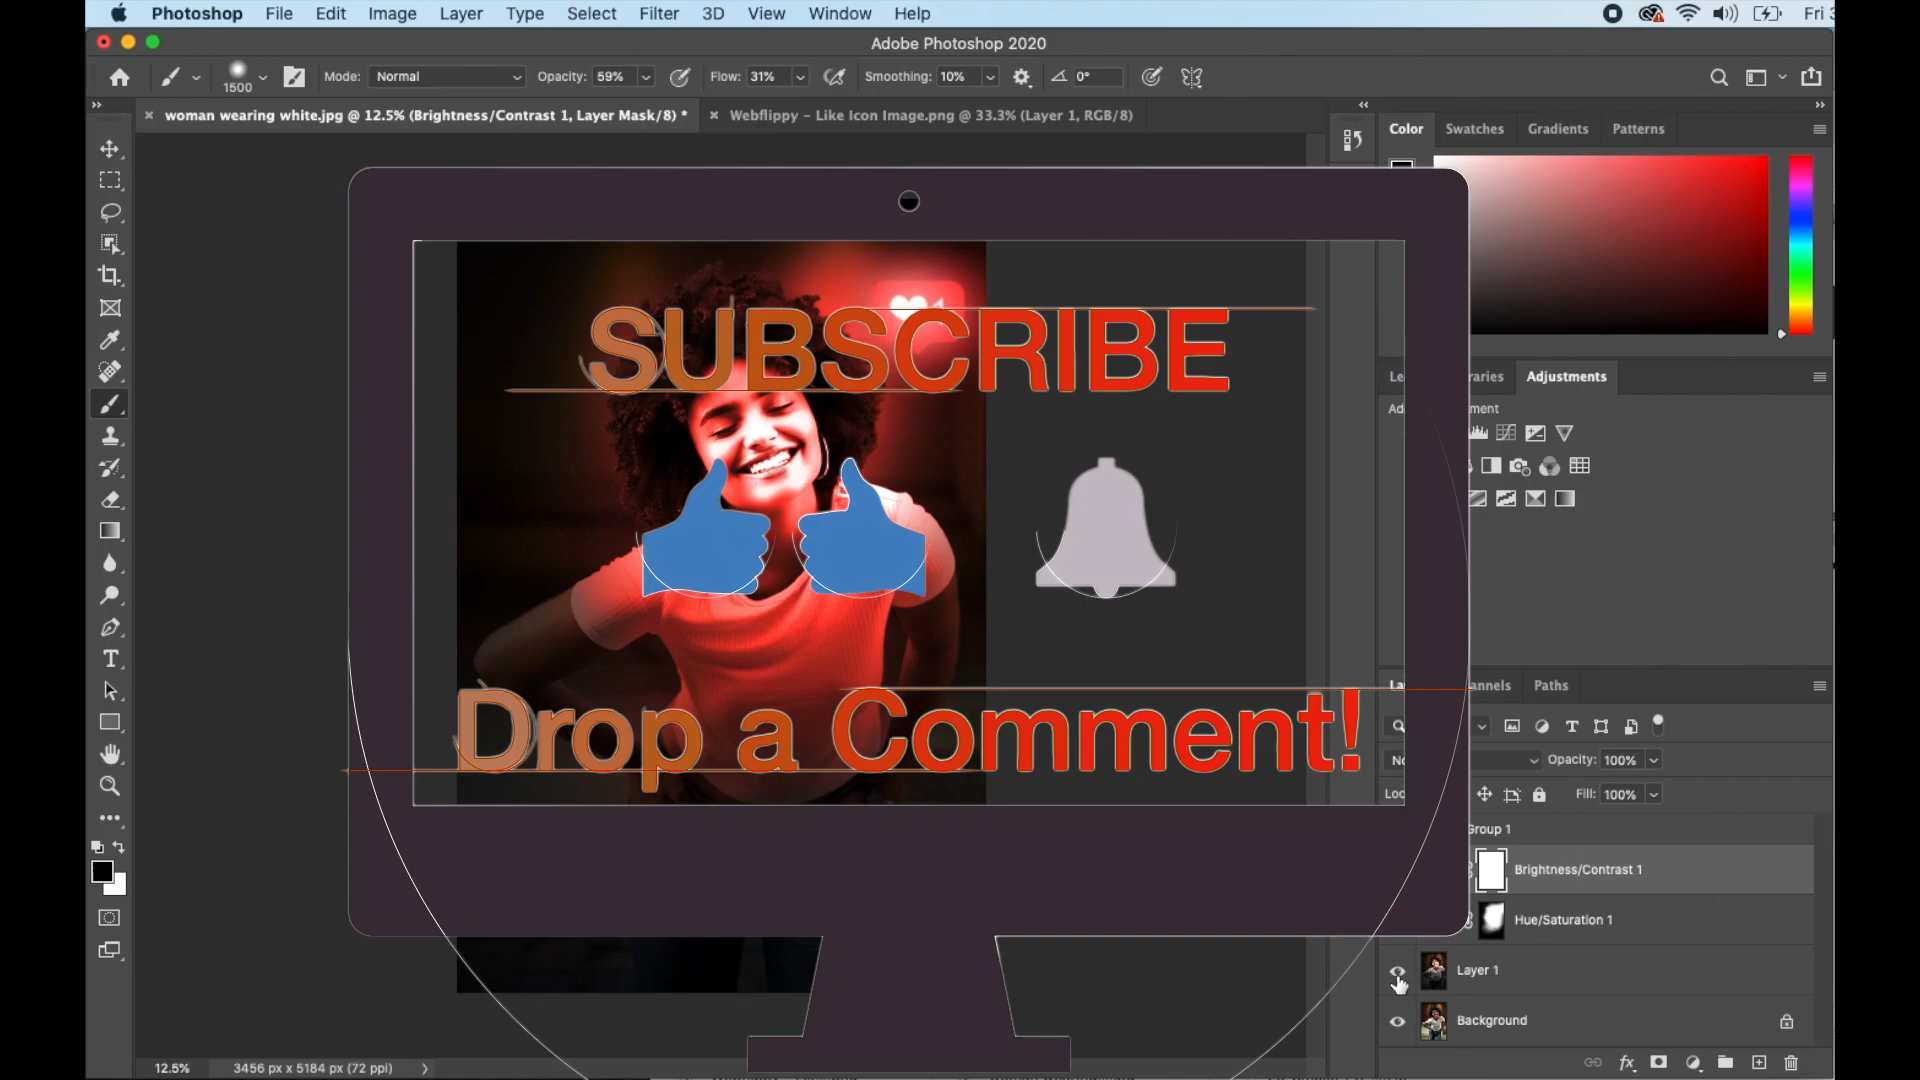 Photoshop File Edit Image Layer Type Select Filter 3D View Window Help Fri
Adobe Photoshop 2020
1500 Mode: Normal Opacity: 59% Flow: 31% Smoothing: 10% 0°
woman wearing white.jpg @ 12.5% (Brightness/Contrast 1, Layer Mask/8) * Webflippy - Like Icon Image.png @ 33.3% (Layer 1, RGB/8)
Color Swatches Gradients Patterns
SUBSCRIBE
Adjustments
Drop a Comment!
Paths
Opacity: 100%
Fill: 100%
Group 1
Brightness/Contrast 1
Hue/Saturation 1
Layer 1
Background
12.5% 3456 px x 5184 px (72 ppi)